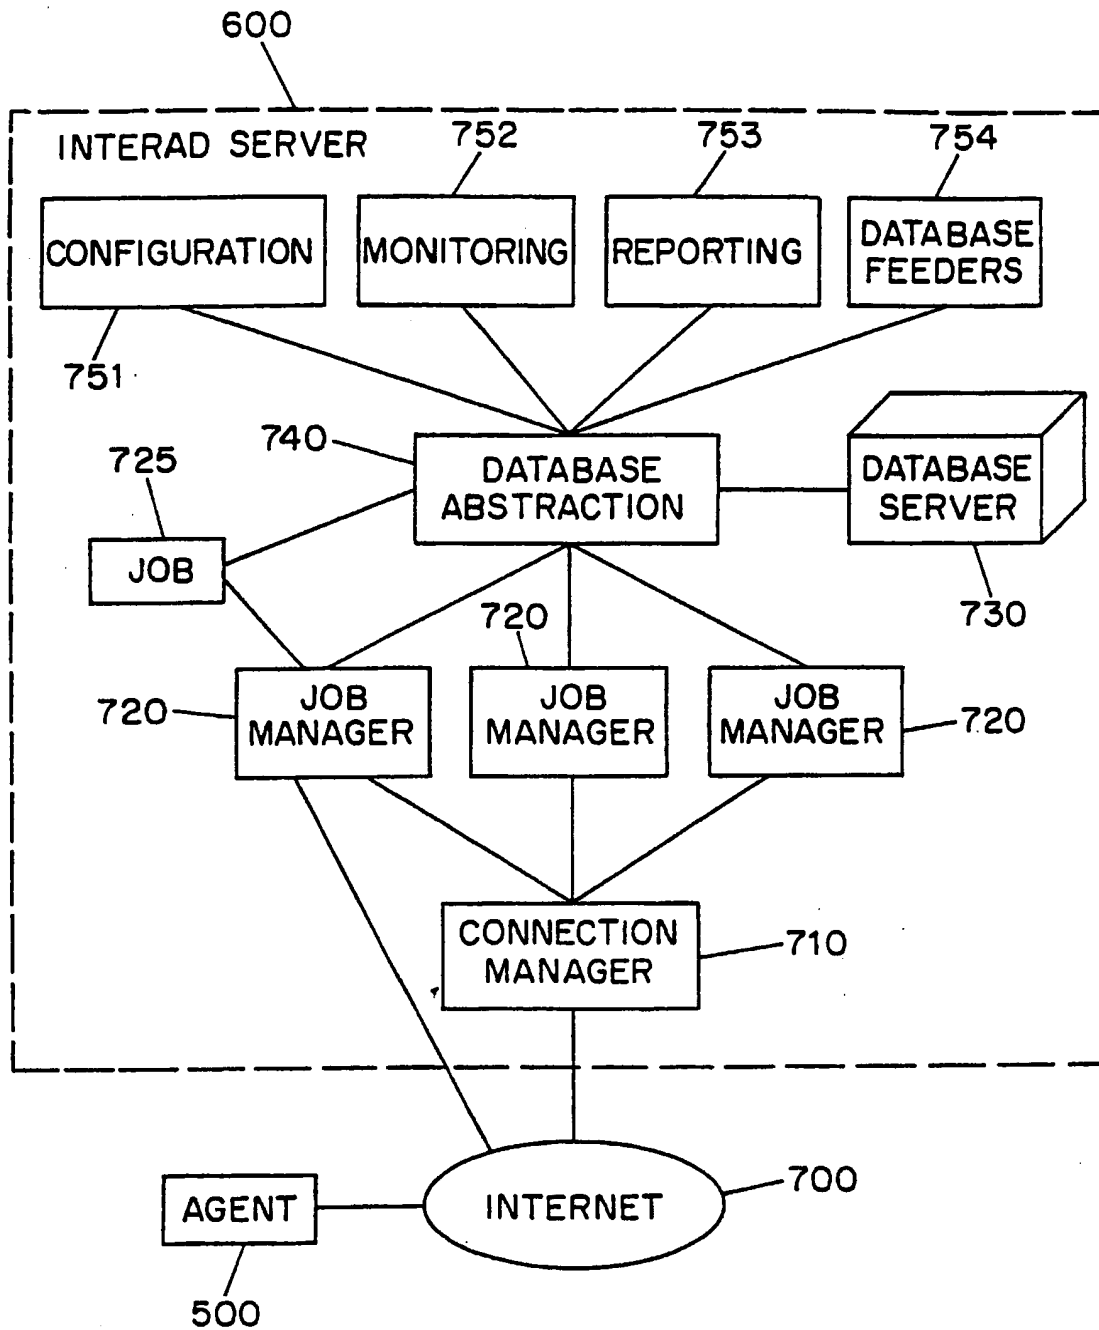 600
INTERAD SERVER
752
753
754
CONFIGURATION
MONITORING
REPORTING
DATABASE
FEEDERS
751
740
725
DATABASE
ABSTRACTION
DATABASE
SERVER
JOB
720
730
720
JOB
MANAGER
JOB
MANAGER
JOB
MANAGER
720
CONNECTION
MANAGER
710
AGENT
INTERNET
700
500